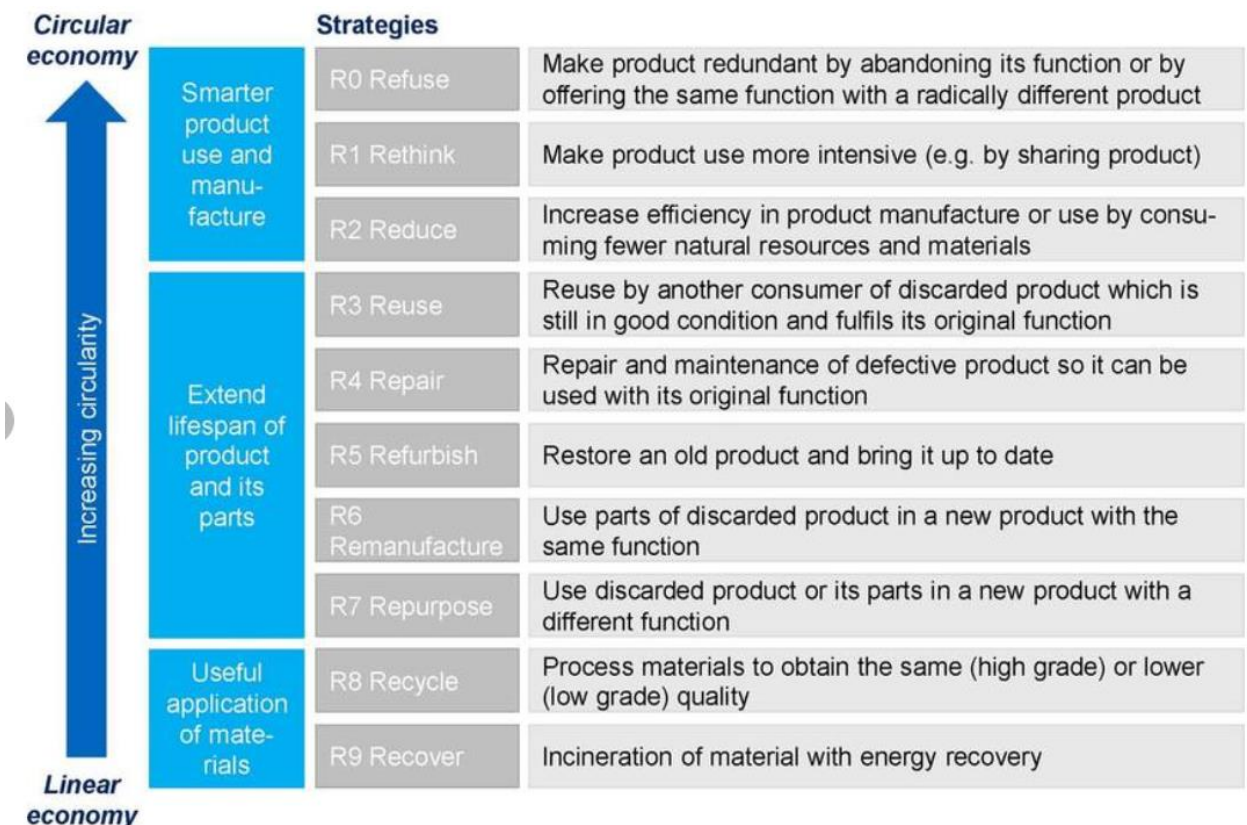 Circular
economy
Strategies
Increasing circularity
Smarter
product
use and
manu-
facture
R0 Refuse
Make product redundant by abandoning its function or by
offering the same function with a radically different product
R1 Rethink
Make product use more intensive (e.g. by sharing product)
R2 Reduce
Increase efficiency in product manufacture or use by consu-
ming fewer natural resources and materials
Extend
lifespan of
product
and its
parts
R3 Reuse
Reuse by another consumer of discarded product which is
still in good condition and fulfils its original function
R4 Repair
Repair and maintenance of defective product so it can be
used with its original function
R5 Refurbish
Restore an old product and bring it up to date
R6
Remanufacture
Use parts of discarded product in a new product with the
same function
R7 Repurpose
Use discarded product or its parts in a new product with a
different function
Useful
application
of mate-
rials
R8 Recycle
Process materials to obtain the same (high grade) or lower
(low grade) quality
R9 Recover
Incineration of material with energy recovery
Linear
economy